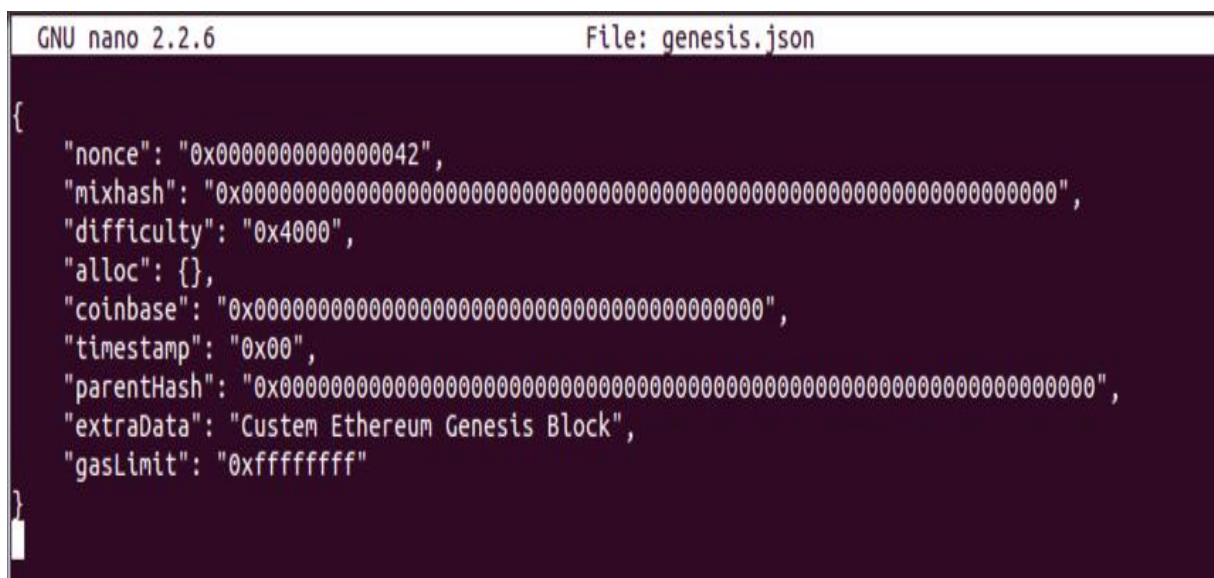 GNU nano 2.2.6 File: genesis.json
{
"nonce": "0x0000000000000042",
"mixhash": "0x0000000000000000000000000000000000000000000000000000000000000000",
"difficulty": "0x4000",
"alloc": {},
"coinbase": "0x0000000000000000000000000000000000000000",
"timestamp": "0x00",
"parentHash": "0x0000000000000000000000000000000000000000000000000000000000000000",
"extraData": "Custem Ethereum Genesis Block",
"gasLimit": "0xffffffff"
}